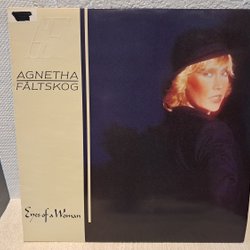 AGNETHA
FÄLTSKOG
Eyes of a Woman